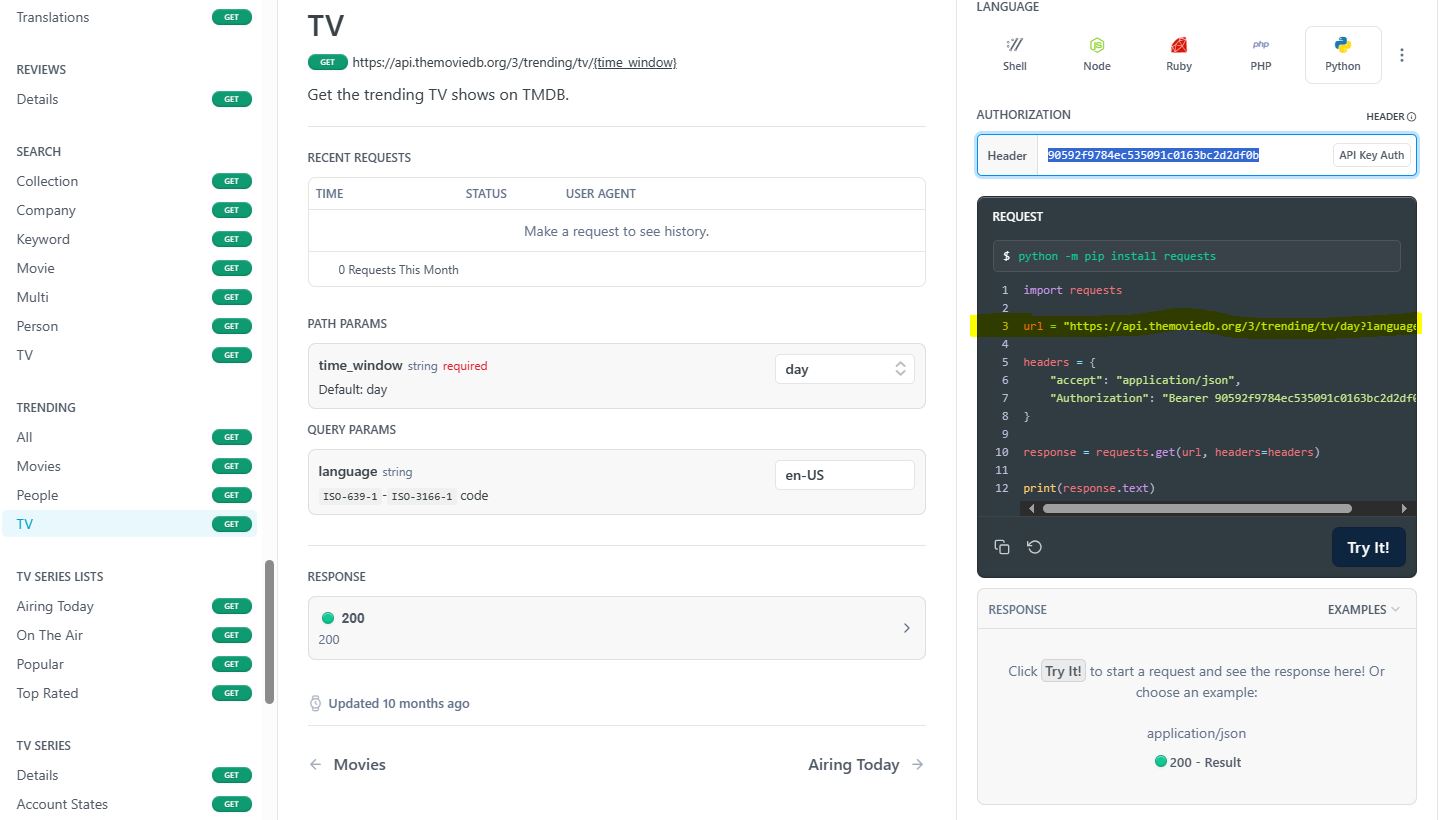 Translations GET
REVIEWS
Details GET
SEARCH
Collection GET
Company GET
Keyword GET
Movie GET
Multi GET
Person GET
TV GET
TRENDING
All GET
Movies GET
People GET
TV GET
TV SERIES LISTS
Airing Today GET
On The Air GET
Popular GET
Top Rated GET
TV SERIES
Details GET
Account States GET
TV
GET https://api.themoviedb.org/3/trending/tv/{time_window}
Get the trending TV shows on TMDB.
RECENT REQUESTS
TIME STATUS USER AGENT
Make a request to see history.
0 Requests This Month
PATH PARAMS
time_window string required
Default: day
day
QUERY PARAMS
language string
ISO-639-1 - ISO-3166-1 code
en-US
RESPONSE
200
200
Updated 10 months ago
← Movies
Airing Today →
LANGUAGE
Shell
Node
Ruby
php
PHP
Python
AUTHORIZATION HEADER
Header 90592f9784ec535091c0163bc2d2df0b API Key Auth
REQUEST
$ python -m pip install requests
1 import requests
2
3 url = "https://api.themoviedb.org/3/trending/tv/day?language
4
5 headers = {
6 "accept": "application/json",
7 "Authorization": "Bearer 90592f9784ec535091c0163bc2d2df0
8 }
9
10 response = requests.get(url, headers=headers)
11
12 print(response.text)
Try It!
RESPONSE EXAMPLES
Click Try It! to start a request and see the response here! Or
choose an example:
application/json
200 - Result